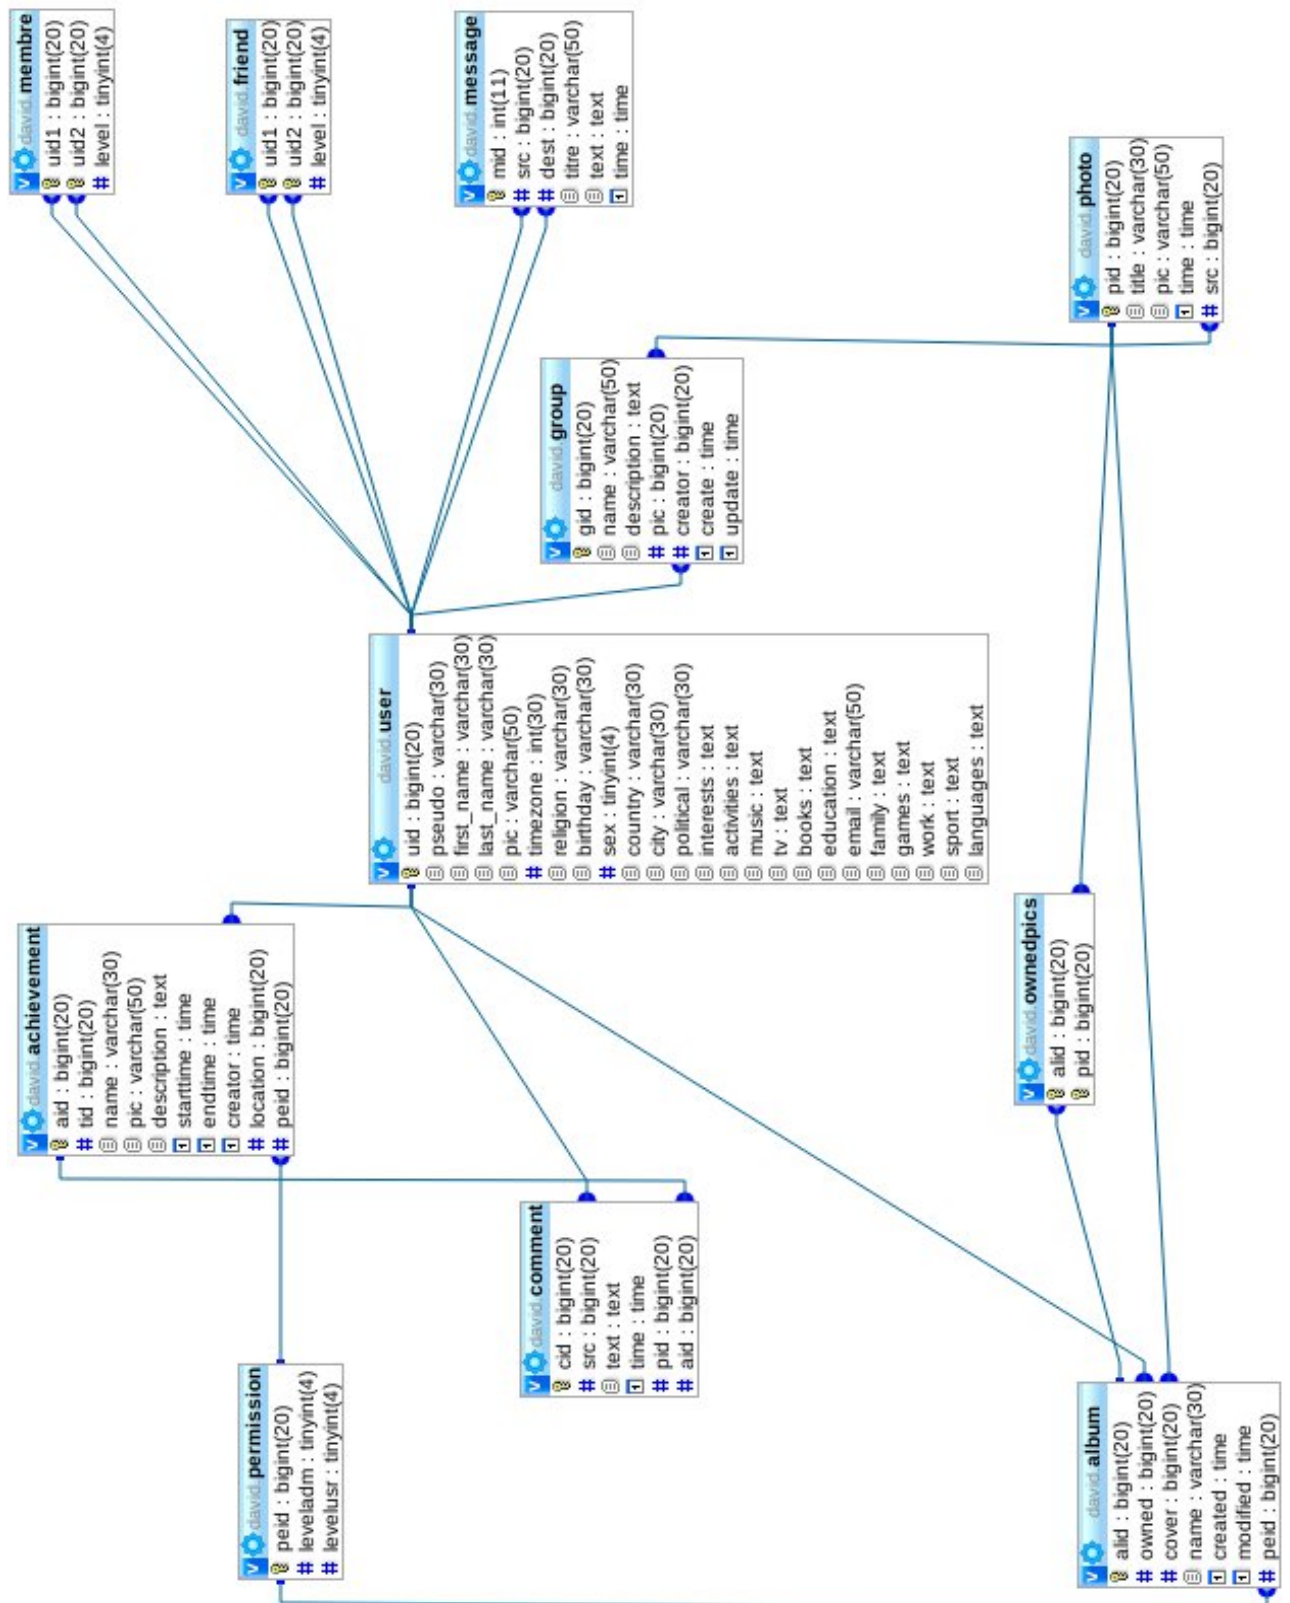 david.membre
uid1 : bigint(20)
uid2 : bigint(20)
level : tinyint(4)
david.friend
uid1 : bigint(20)
uid2 : bigint(20)
level : tinyint(4)
david.message
mid : int(11)
src : bigint(20)
dest : bigint(20)
titre : varchar(50)
text : text
time : time
david.group
gid : bigint(20)
name : varchar(50)
description : text
pic : bigint(20)
creator : bigint(20)
create : time
update : time
david.photo
pid : bigint(20)
title : varchar(30)
pic : varchar(50)
time : time
src : bigint(20)
david.user
uid : bigint(20)
pseudo : varchar(30)
first_name : varchar(30)
last_name : varchar(30)
pic : varchar(50)
timezone : int(30)
religion : varchar(30)
birthday : varchar(30)
sex : tinyint(4)
country : varchar(30)
city : varchar(30)
political : varchar(30)
interests : text
activities : text
music : text
tv : text
books : text
education : text
email : varchar(50)
family : text
games : text
work : text
sport : text
languages : text
david.achievement
aid : bigint(20)
tid : bigint(20)
name : varchar(30)
pic : varchar(50)
description : text
starttime : time
endtime : time
creator : time
location : bigint(20)
peid : bigint(20)
david.ownedpics
alid : bigint(20)
pid : bigint(20)
david.comment
cid : bigint(20)
src : bigint(20)
text : text
time : time
pid : bigint(20)
aid : bigint(20)
david.permission
peid : bigint(20)
leveladm : tinyint(4)
levelusr : tinyint(4)
david.album
alid : bigint(20)
owned : bigint(20)
cover : bigint(20)
name : varchar(30)
created : time
modified : time
peid : bigint(20)